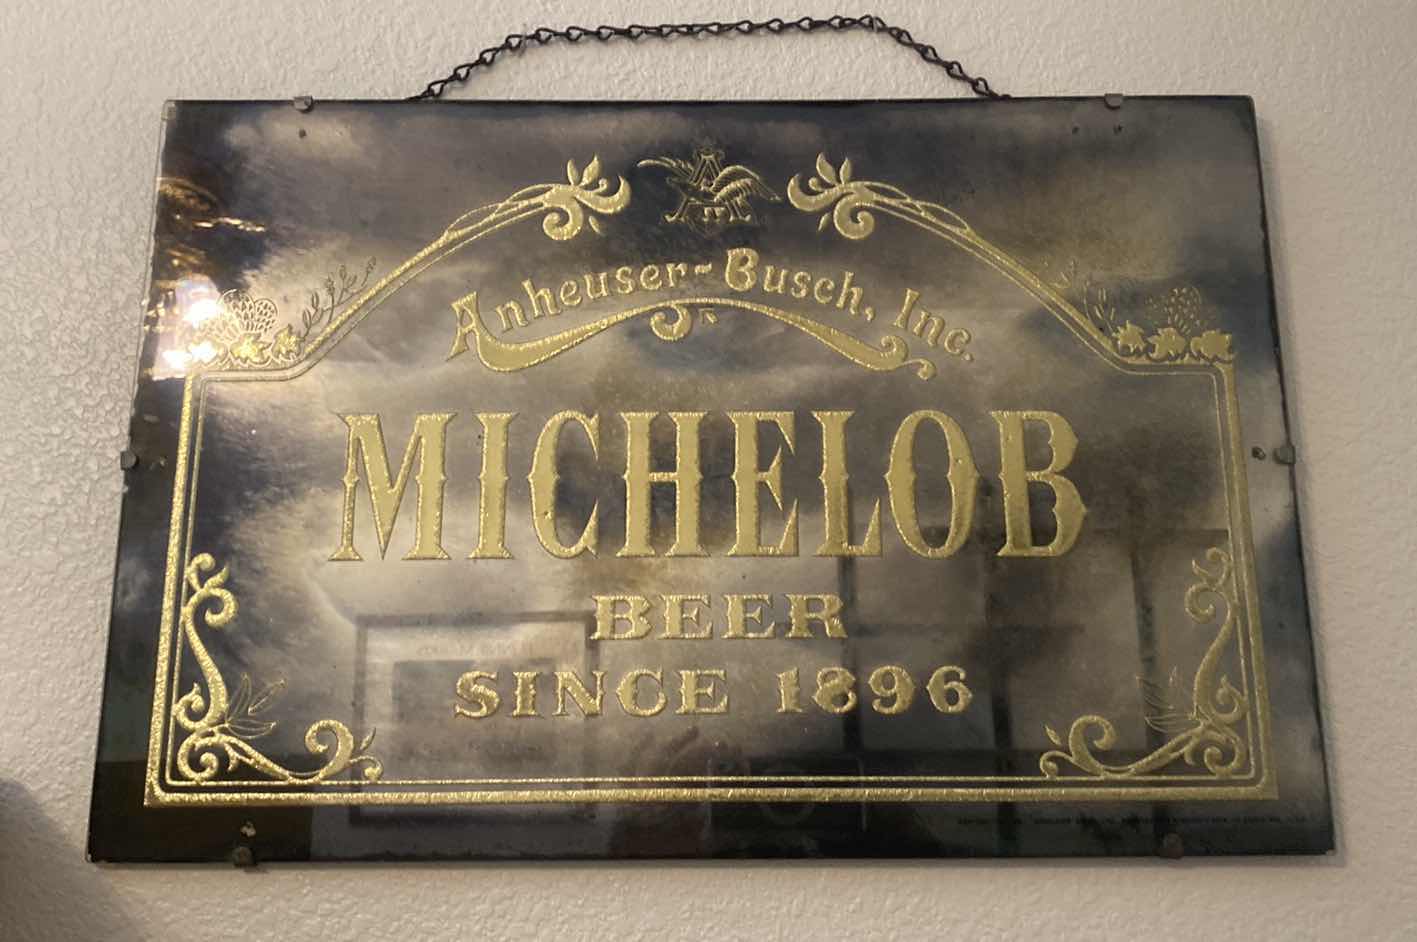 Anheuser-Busch, Inc.
MICHELOB
BEER
SINCE 1896